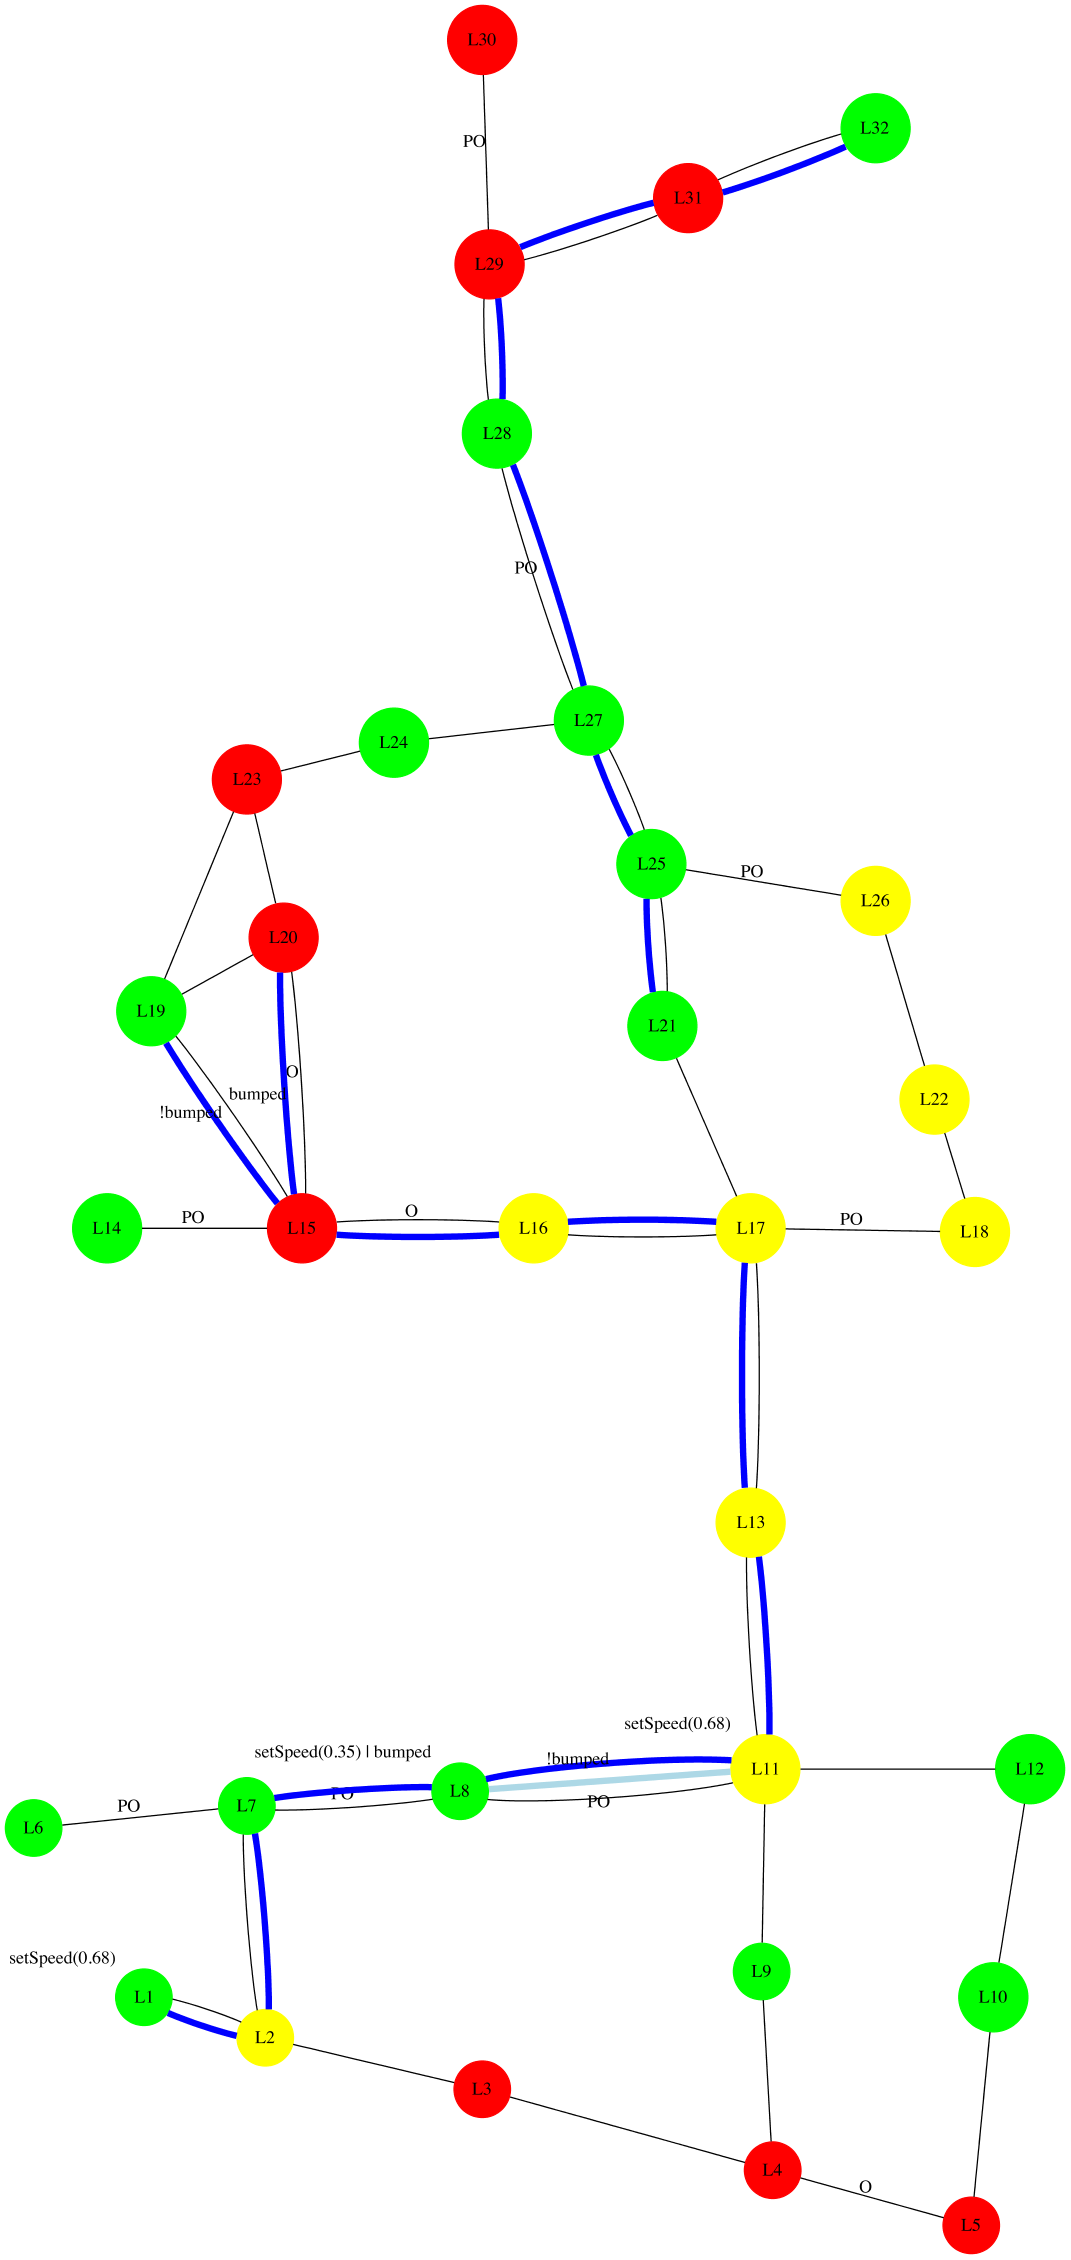 L30
L32
PO
L31
L29
L28
PO
L27
L24
L23
L25
PO
L26
L20
L19
L21
O
bumped
L22
!bumped
L14
PO
L15
O
L16
L17
PO
L18
L13
setSpeed(0.68)
setSpeed(0.35) | bumped
!bumped
L11
L12
L8
PO
PO
L7
PO
L6
setSpeed(0.68)
L9
L1
L10
L2
L3
L4
O
L5